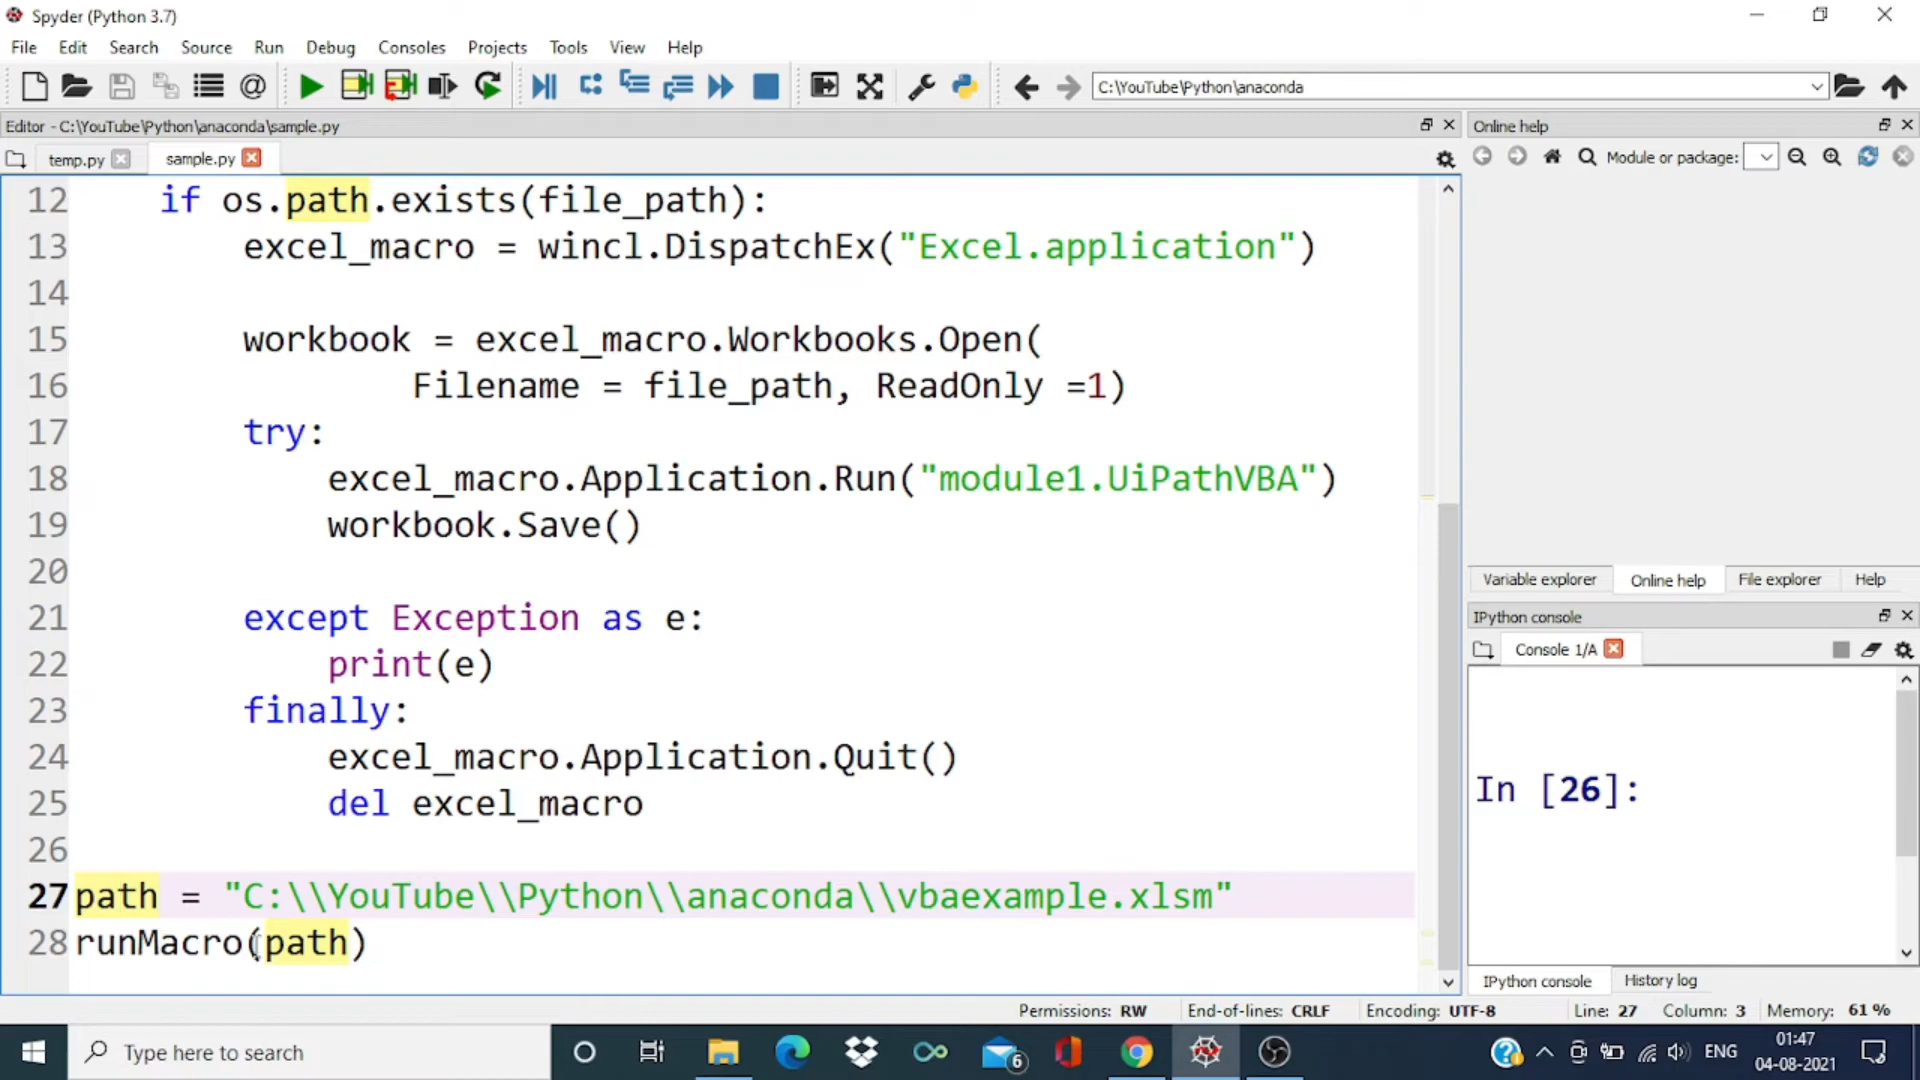 Spyder (Python 3.7)
File Edit Search Source Run Debug Consoles Projects Tools View Help
C:\YouTube\Python\anaconda
Editor - C:\YouTube\Python\anaconda\sample.py
temp.py sample.py
12 if os.path.exists(file_path):
13 excel_macro = wincl.DispatchEx("Excel.application")
14
15 workbook = excel_macro.Workbooks.Open(
16 Filename = file_path, ReadOnly =1)
17 try:
18 excel_macro.Application.Run("module1.UiPathVBA")
19 workbook.Save()
20
21 except Exception as e:
22 print(e)
23 finally:
24 excel_macro.Application.Quit()
25 del excel_macro
26
27 path = "C:\\YouTube\\Python\\anaconda\\vbaexample.xlsm"
28 runMacro(path)
Online help
Module or package:
Variable explorer Online help File explorer Help
IPython console
Console 1/A
In [26]:
IPython console History log
Permissions: RW End-of-lines: CRLF Encoding: UTF-8 Line: 27 Column: 3 Memory: 61 %
Type here to search
6
ENG
01:47
04-08-2021